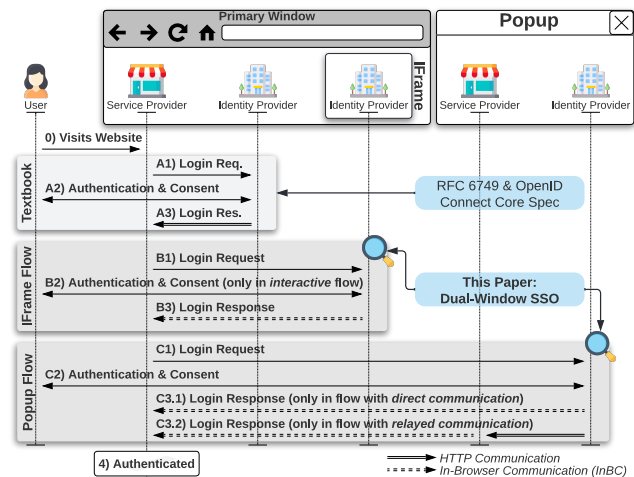 Primary Window
Popup
IFrame
User
Service Provider
Identity Provider
Identity Provider
Service Provider
Identity Provider
0) Visits Website
Textbook
A1) Login Req.
A2) Authentication & Consent
A3) Login Res.
RFC 6749 & OpenID
Connect Core Spec
IFrame Flow
B1) Login Request
B2) Authentication & Consent (only in interactive flow)
B3) Login Response
This Paper:
Dual-Window SSO
Popup Flow
C1) Login Request
C2) Authentication & Consent
C3.1) Login Response (only in flow with direct communication)
C3.2) Login Response (only in flow with relayed communication)
4) Authenticated
HTTP Communication
In-Browser Communication (InBC)